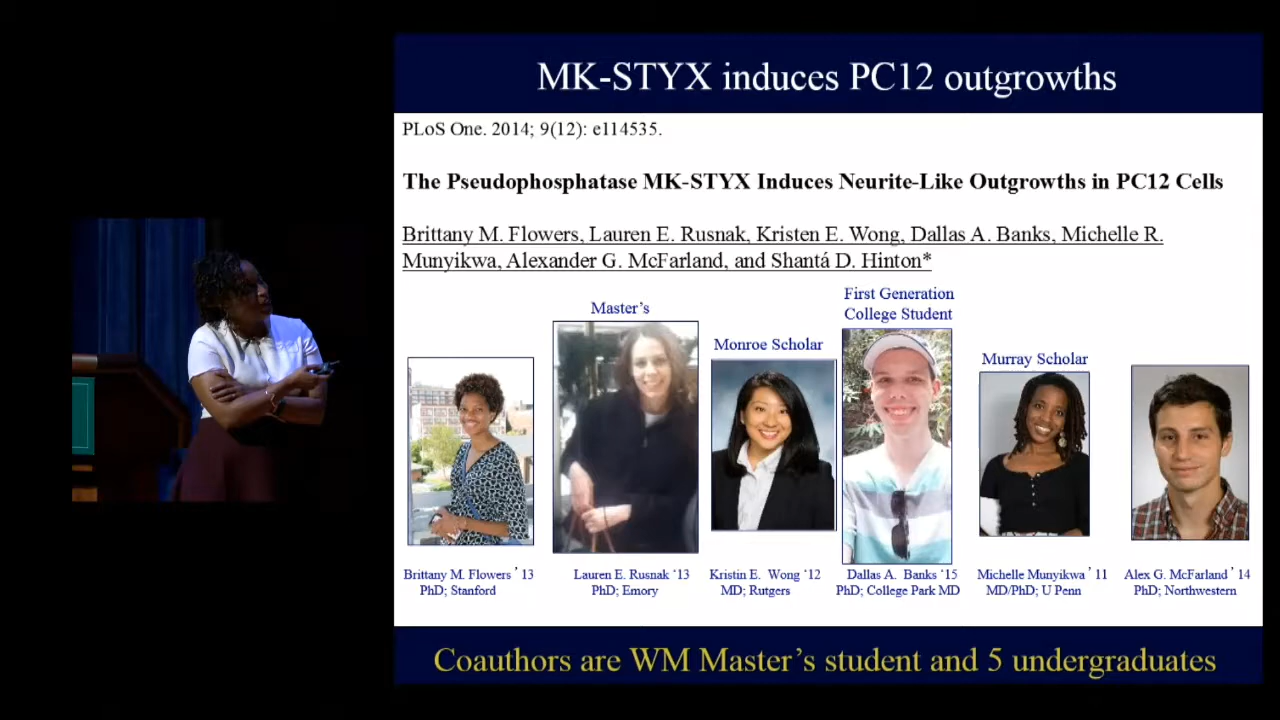 MK-STYX induces PC12 outgrowths
PLoS One. 2014; 9(12): e114535.
The Pseudophosphatase MK-STYX Induces Neurite-Like Outgrowths in PC12 Cells
Brittany M. Flowers, Lauren E. Rusnak, Kristen E. Wong, Dallas A. Banks, Michelle R.
Munyikwa, Alexander G. McFarland, and Shantá D. Hinton*
Master's
Monroe Scholar
First Generation
College Student
Murray Scholar
Brittany M. Flowers ' 13
PhD; Stanford
Lauren E. Rusnak '13
PhD; Emory
Kristin E. Wong '12
MD; Rutgers
Dallas A. Banks '15
PhD; College Park MD
Michelle Munyikwa ' 11
MD/PhD; U Penn
Alex G. McFarland ' 14
PhD; Northwestern
Coauthors are WM Master's student and 5 undergraduates